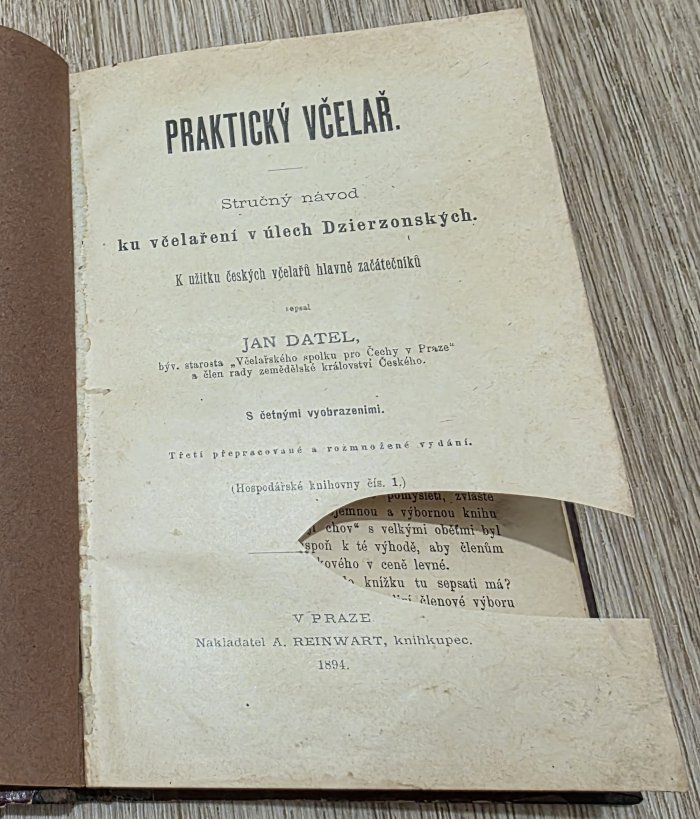 PRAKTICKÝ VČELAŘ.
Stručný návod
ku včelaření v úlech Dzierzonských.
K užitku českých včelařů hlavně začátečníků
sepsal
JAN DATEL,
býv. starosta „Včelařského spolku pro Čechy v Praze“
a člen rady zemědělské království Českého.
S četnými vyobrazeními.
Třetí přepracované a rozmnožené vydání.
(Hospodářské knihovny čís. 1.)
pomysleti, zvláště
jemnou a výbornou knihu
chov“ s velkými oběťmi byl
spoň k té výhodě, aby členům
kového v ceně levné.
knížku tu sepsati má?
členové výboru
V PRAZE
Nakladatel A. REINWART, knihkupec.
1894.